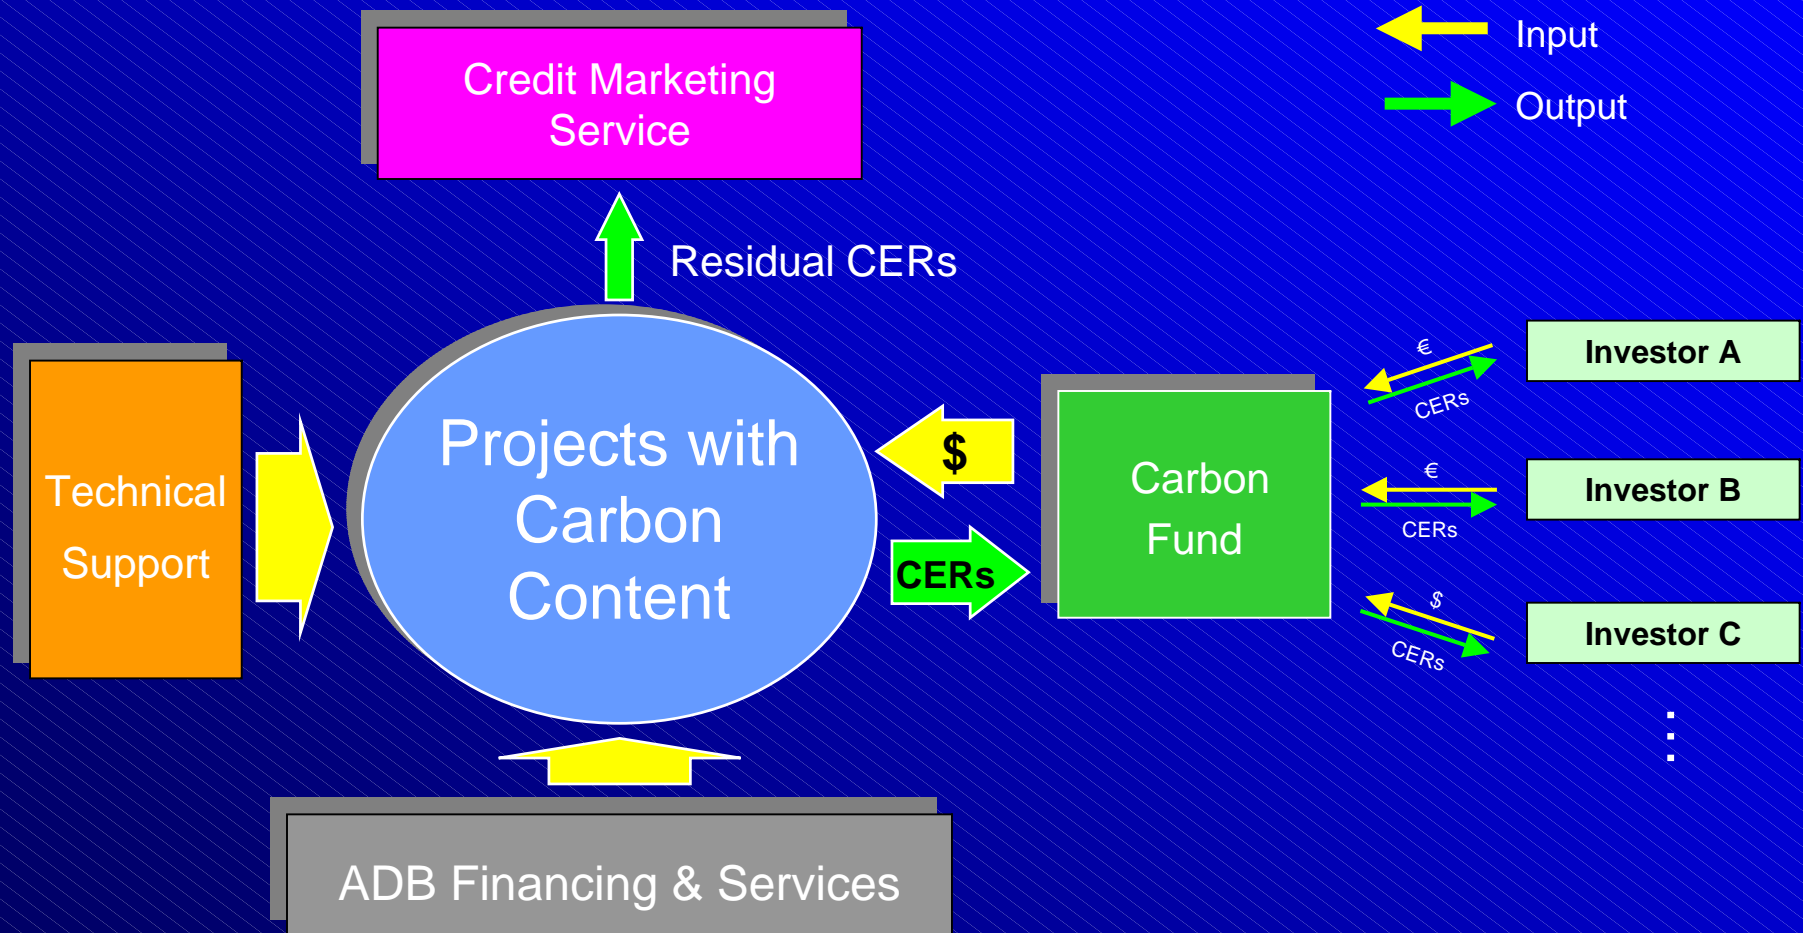 Credit Marketing
Service
Input
Output
Residual CERs
Technical
Support
Projects with
Carbon
Content
$
CERs
Carbon
Fund
€
CERs
Investor A
€
CERs
Investor B
$
CERs
Investor C
⋮
ADB Financing & Services